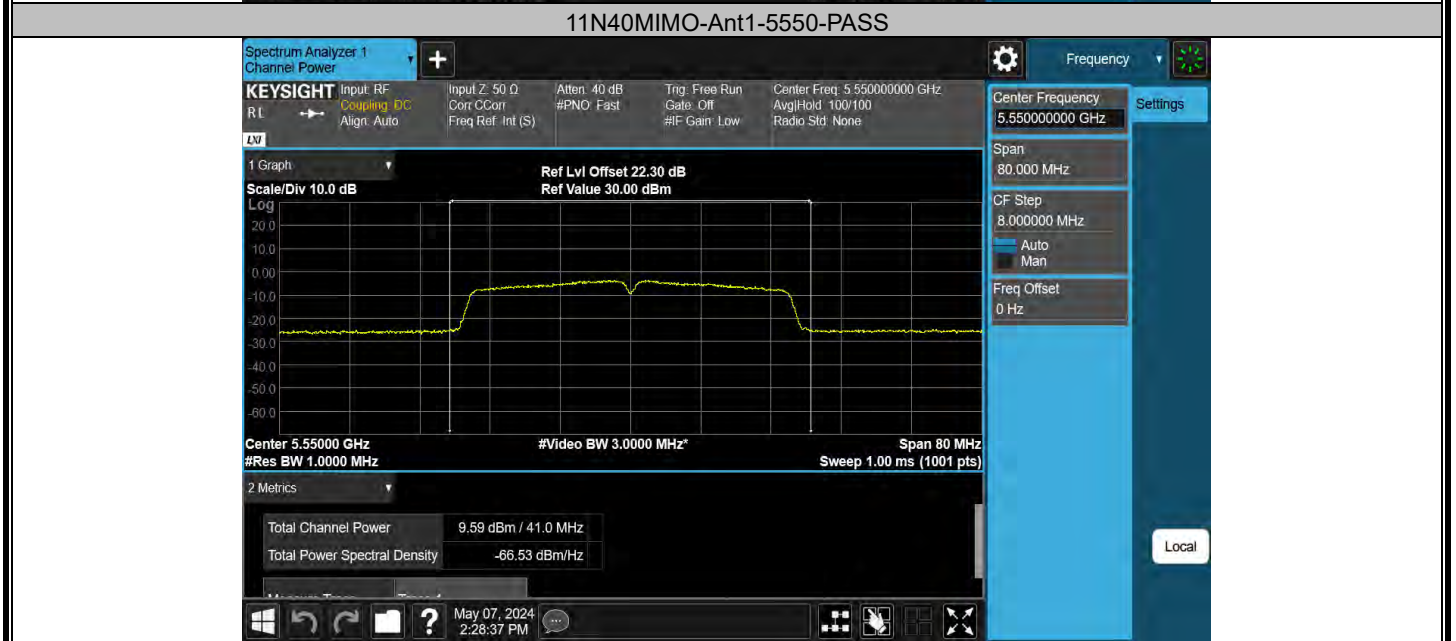 11N40MIMO-Ant1-5550-PASS
Spectrum Analyzer 1
Channel Power
+
Frequency
KEYSIGHT
RL
LXI
Input: RF
Coupling: DC
Align: Auto
Input Z: 50 Ω
Corr CCorr
Freq Ref: Int (S)
Atten: 40 dB
#PNO: Fast
Trig: Free Run
Gate: Off
#IF Gain: Low
Center Freq: 5.550000000 GHz
Avg|Hold: 100/100
Radio Std: None
Center Frequency
5.550000000 GHz
Settings
Span
80.000 MHz
CF Step
8.000000 MHz
Auto
Man
Freq Offset
0 Hz
1 Graph
Scale/Div 10.0 dB
Ref Lvl Offset 22.30 dB
Ref Value 30.00 dBm
Log
20.0
10.0
0.00
-10.0
-20.0
-30.0
-40.0
-50.0
-60.0
Center 5.55000 GHz
#Video BW 3.0000 MHz*
Span 80 MHz
#Res BW 1.0000 MHz
Sweep 1.00 ms (1001 pts)
2 Metrics
Total Channel Power 9.59 dBm / 41.0 MHz
Total Power Spectral Density -66.53 dBm/Hz
Local
?
May 07, 2024
2:28:37 PM